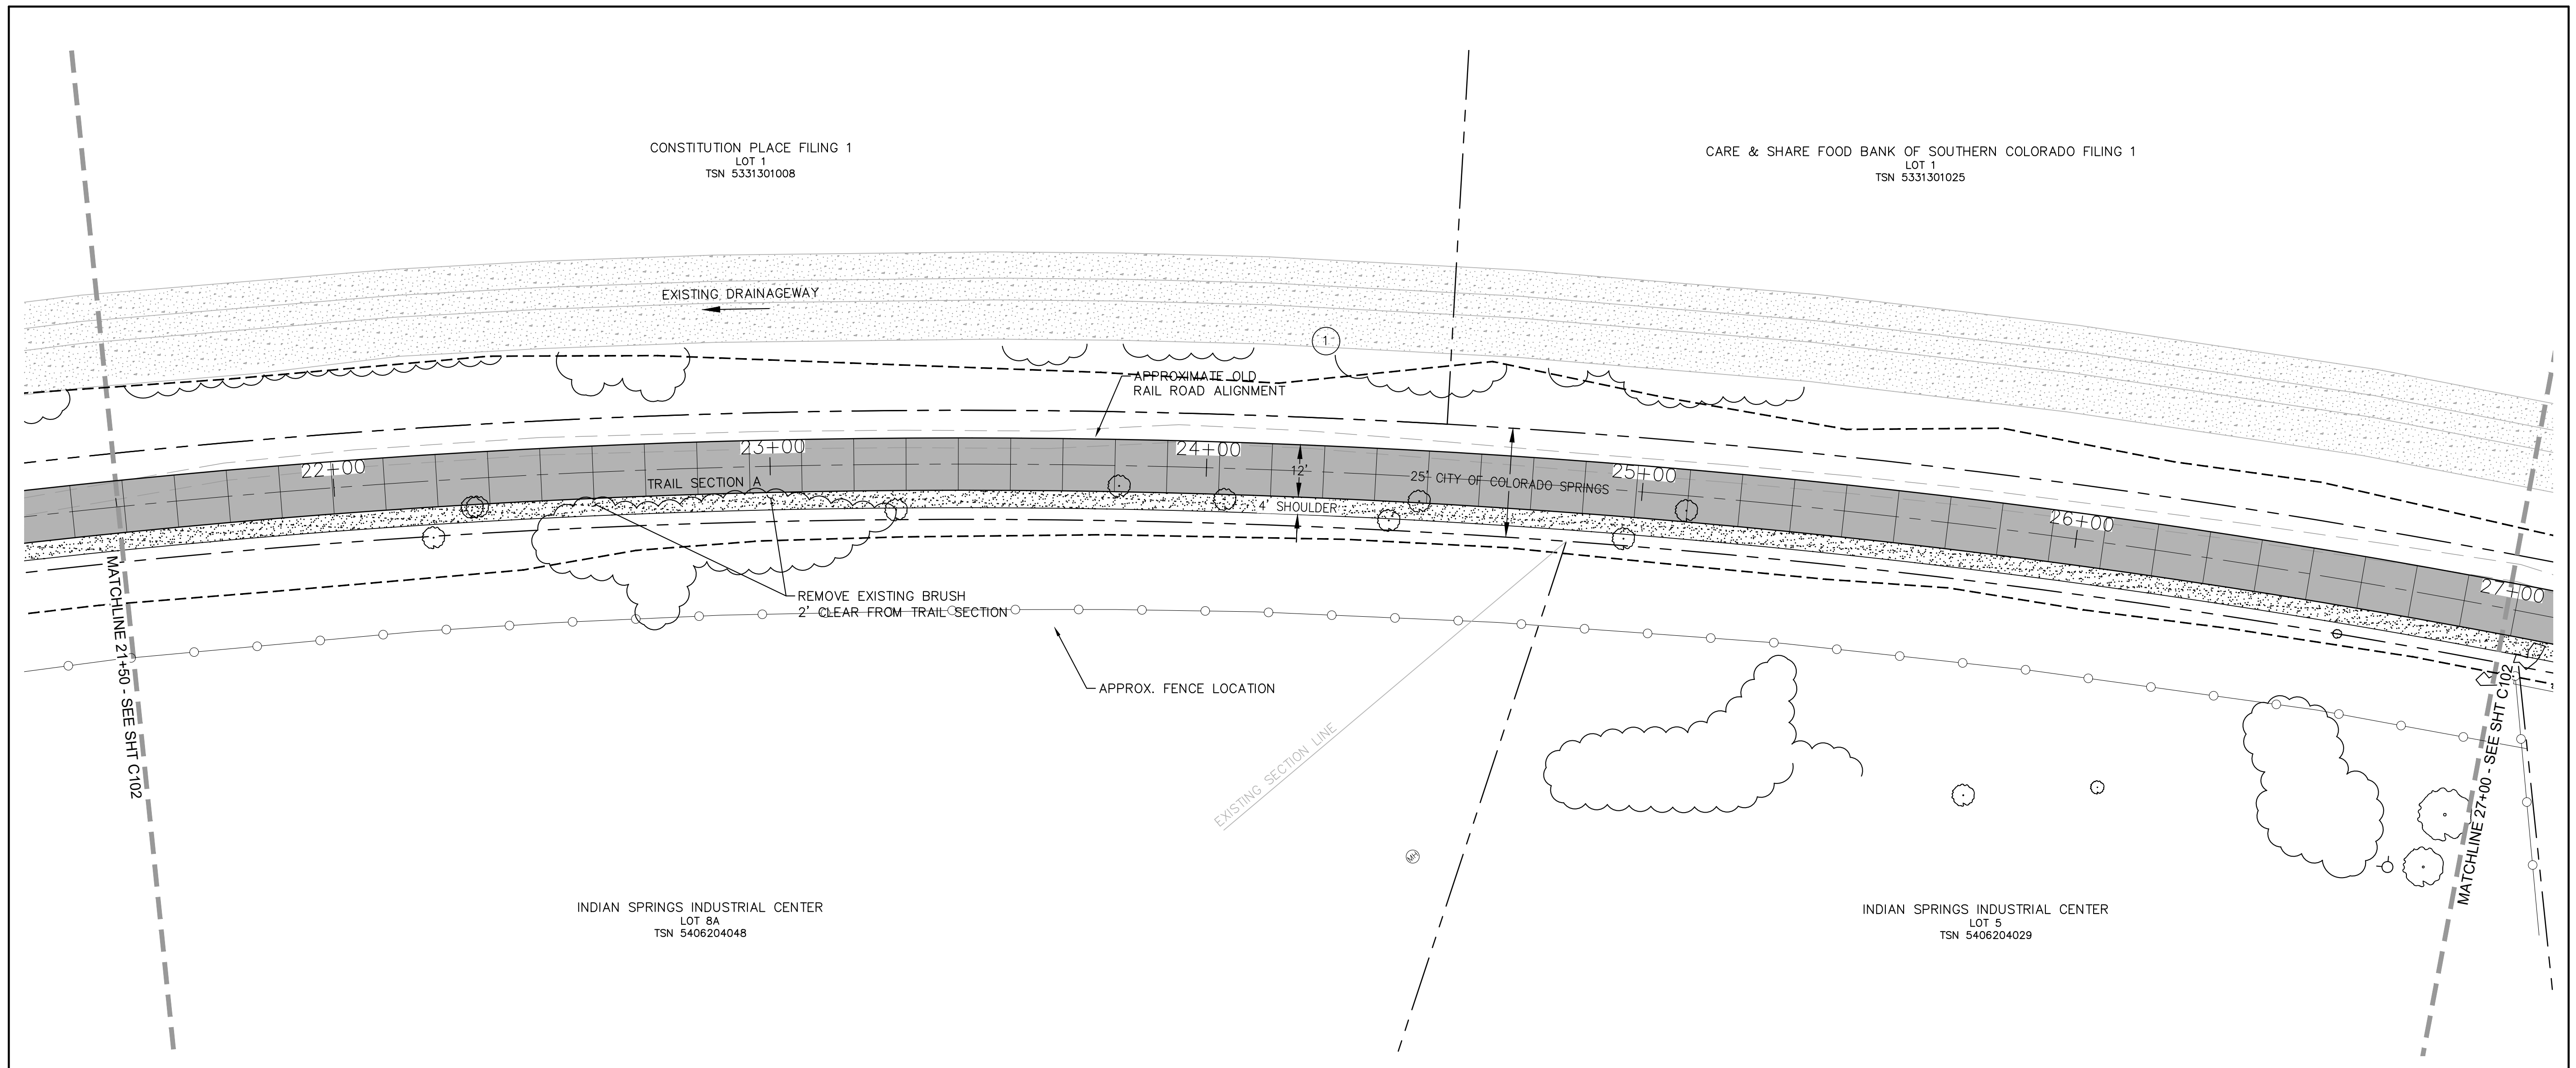 CONSTITUTION PLACE FILING 1
LOT 1
TSN 5331301008
CARE & SHARE FOOD BANK OF SOUTHERN COLORADO FILING 1
LOT 1
TSN 5331301025
EXISTING DRAINAGEWAY
1
APPROXIMATE OLD
RAIL ROAD ALIGNMENT
22+00
23+00
24+00
25+00
26+00
27+00
TRAIL SECTION A
12'
25' CITY OF COLORADO SPRINGS
4' SHOULDER
REMOVE EXISTING BRUSH
2' CLEAR FROM TRAIL SECTION
APPROX. FENCE LOCATION
EXISTING SECTION LINE
MH
MATCHLINE 21+50 - SEE SHT C102
MATCHLINE 27+00 - SEE SHT C102
INDIAN SPRINGS INDUSTRIAL CENTER
LOT 8A
TSN 5406204048
INDIAN SPRINGS INDUSTRIAL CENTER
LOT 5
TSN 5406204029